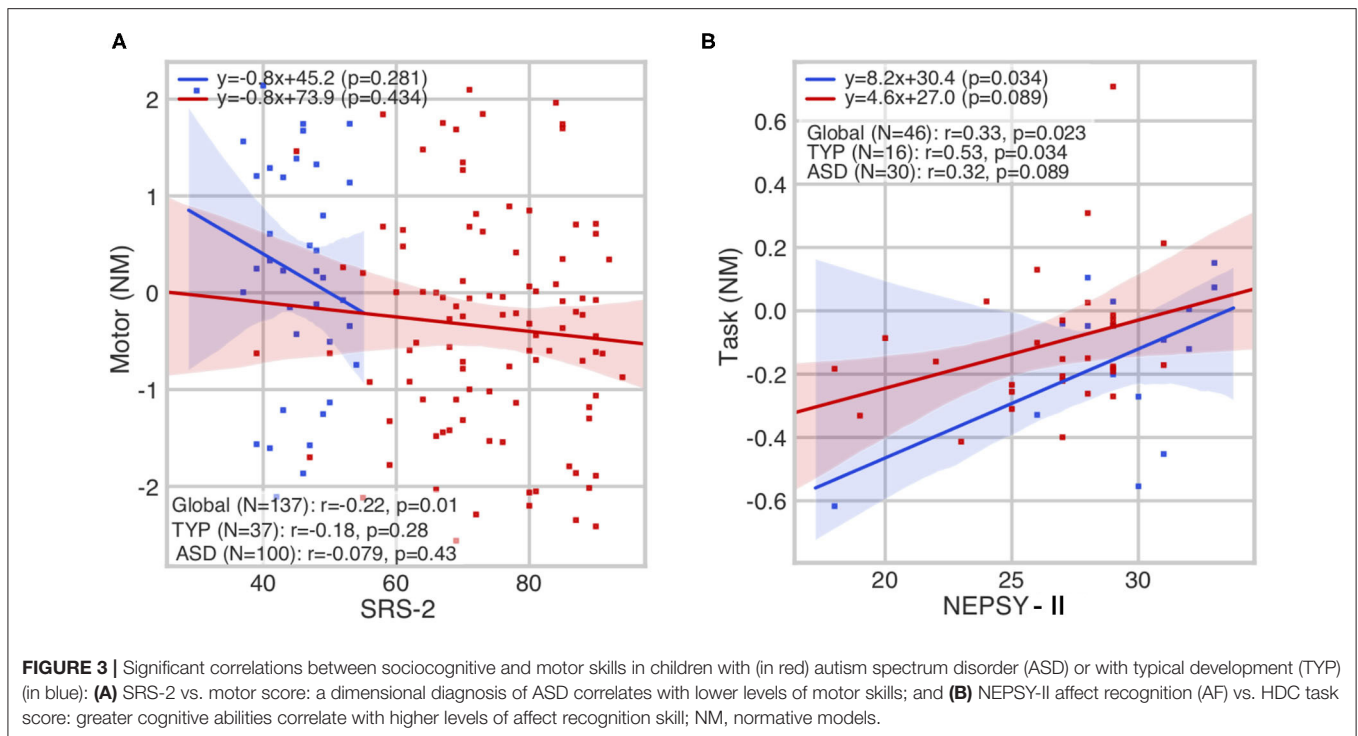 A
B
y=-0.8x+45.2 (p=0.281)
y=-0.8x+73.9 (p=0.434)
2
1
0
-1
-2
Motor (NM)
Global (N=137): r=-0.22, p=0.01
TYP (N=37): r=-0.18, p=0.28
ASD (N=100): r=-0.079, p=0.43
40 60 80
SRS-2
y=8.2x+30.4 (p=0.034)
y=4.6x+27.0 (p=0.089)
Global (N=46): r=0.33, p=0.023
TYP (N=16): r=0.53, p=0.034
ASD (N=30): r=0.32, p=0.089
0.6
0.4
0.2
0.0
-0.2
-0.4
-0.6
Task (NM)
20 25 30
NEPSY - II
FIGURE 3 | Significant correlations between sociocognitive and motor skills in children with (in red) autism spectrum disorder (ASD) or with typical development (TYP)
(in blue): (A) SRS-2 vs. motor score: a dimensional diagnosis of ASD correlates with lower levels of motor skills; and (B) NEPSY-II affect recognition (AF) vs. HDC task
score: greater cognitive abilities correlate with higher levels of affect recognition skill; NM, normative models.